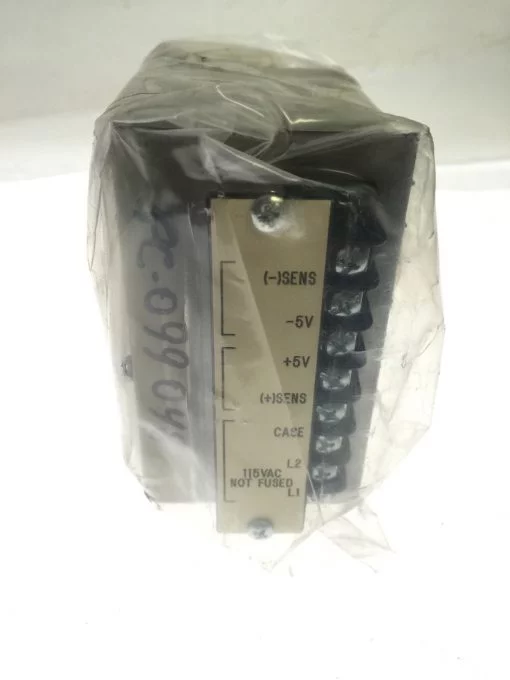 (-)SENS
-5V
+5V
(+)SENS
CASE
L2
115VAC
NOT FUSED
L1